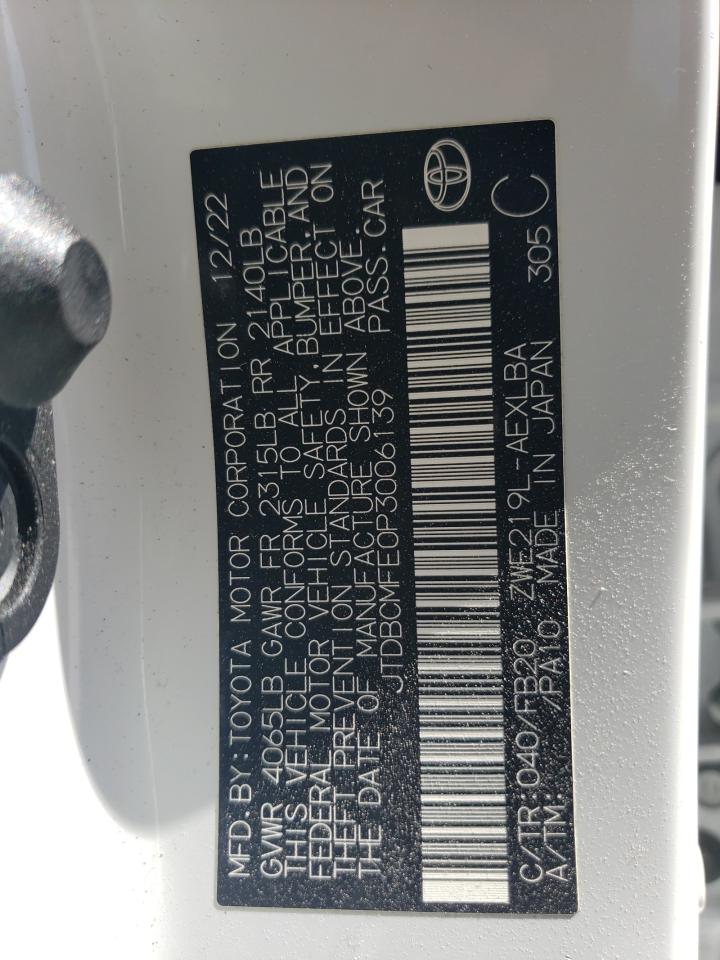 MFD. BY: TOYOTA MOTOR CORPORATION 12/22
GVWR 4065LB GAWR FR 2315LB RR 2140LB
THIS VEHICLE CONFORMS TO ALL APPLICABLE
FEDERAL MOTOR VEHICLE SAFETY, BUMPER, AND
THEFT PREVENTION STANDARDS IN EFFECT ON
THE DATE OF MANUFACTURE SHOWN ABOVE.
JTDBCMFE0P3006139 PASS. CAR
C/TR: 040/FB20 ZWE219L-AEXLBA 305 C
A/TM: /PA10 MADE IN JAPAN